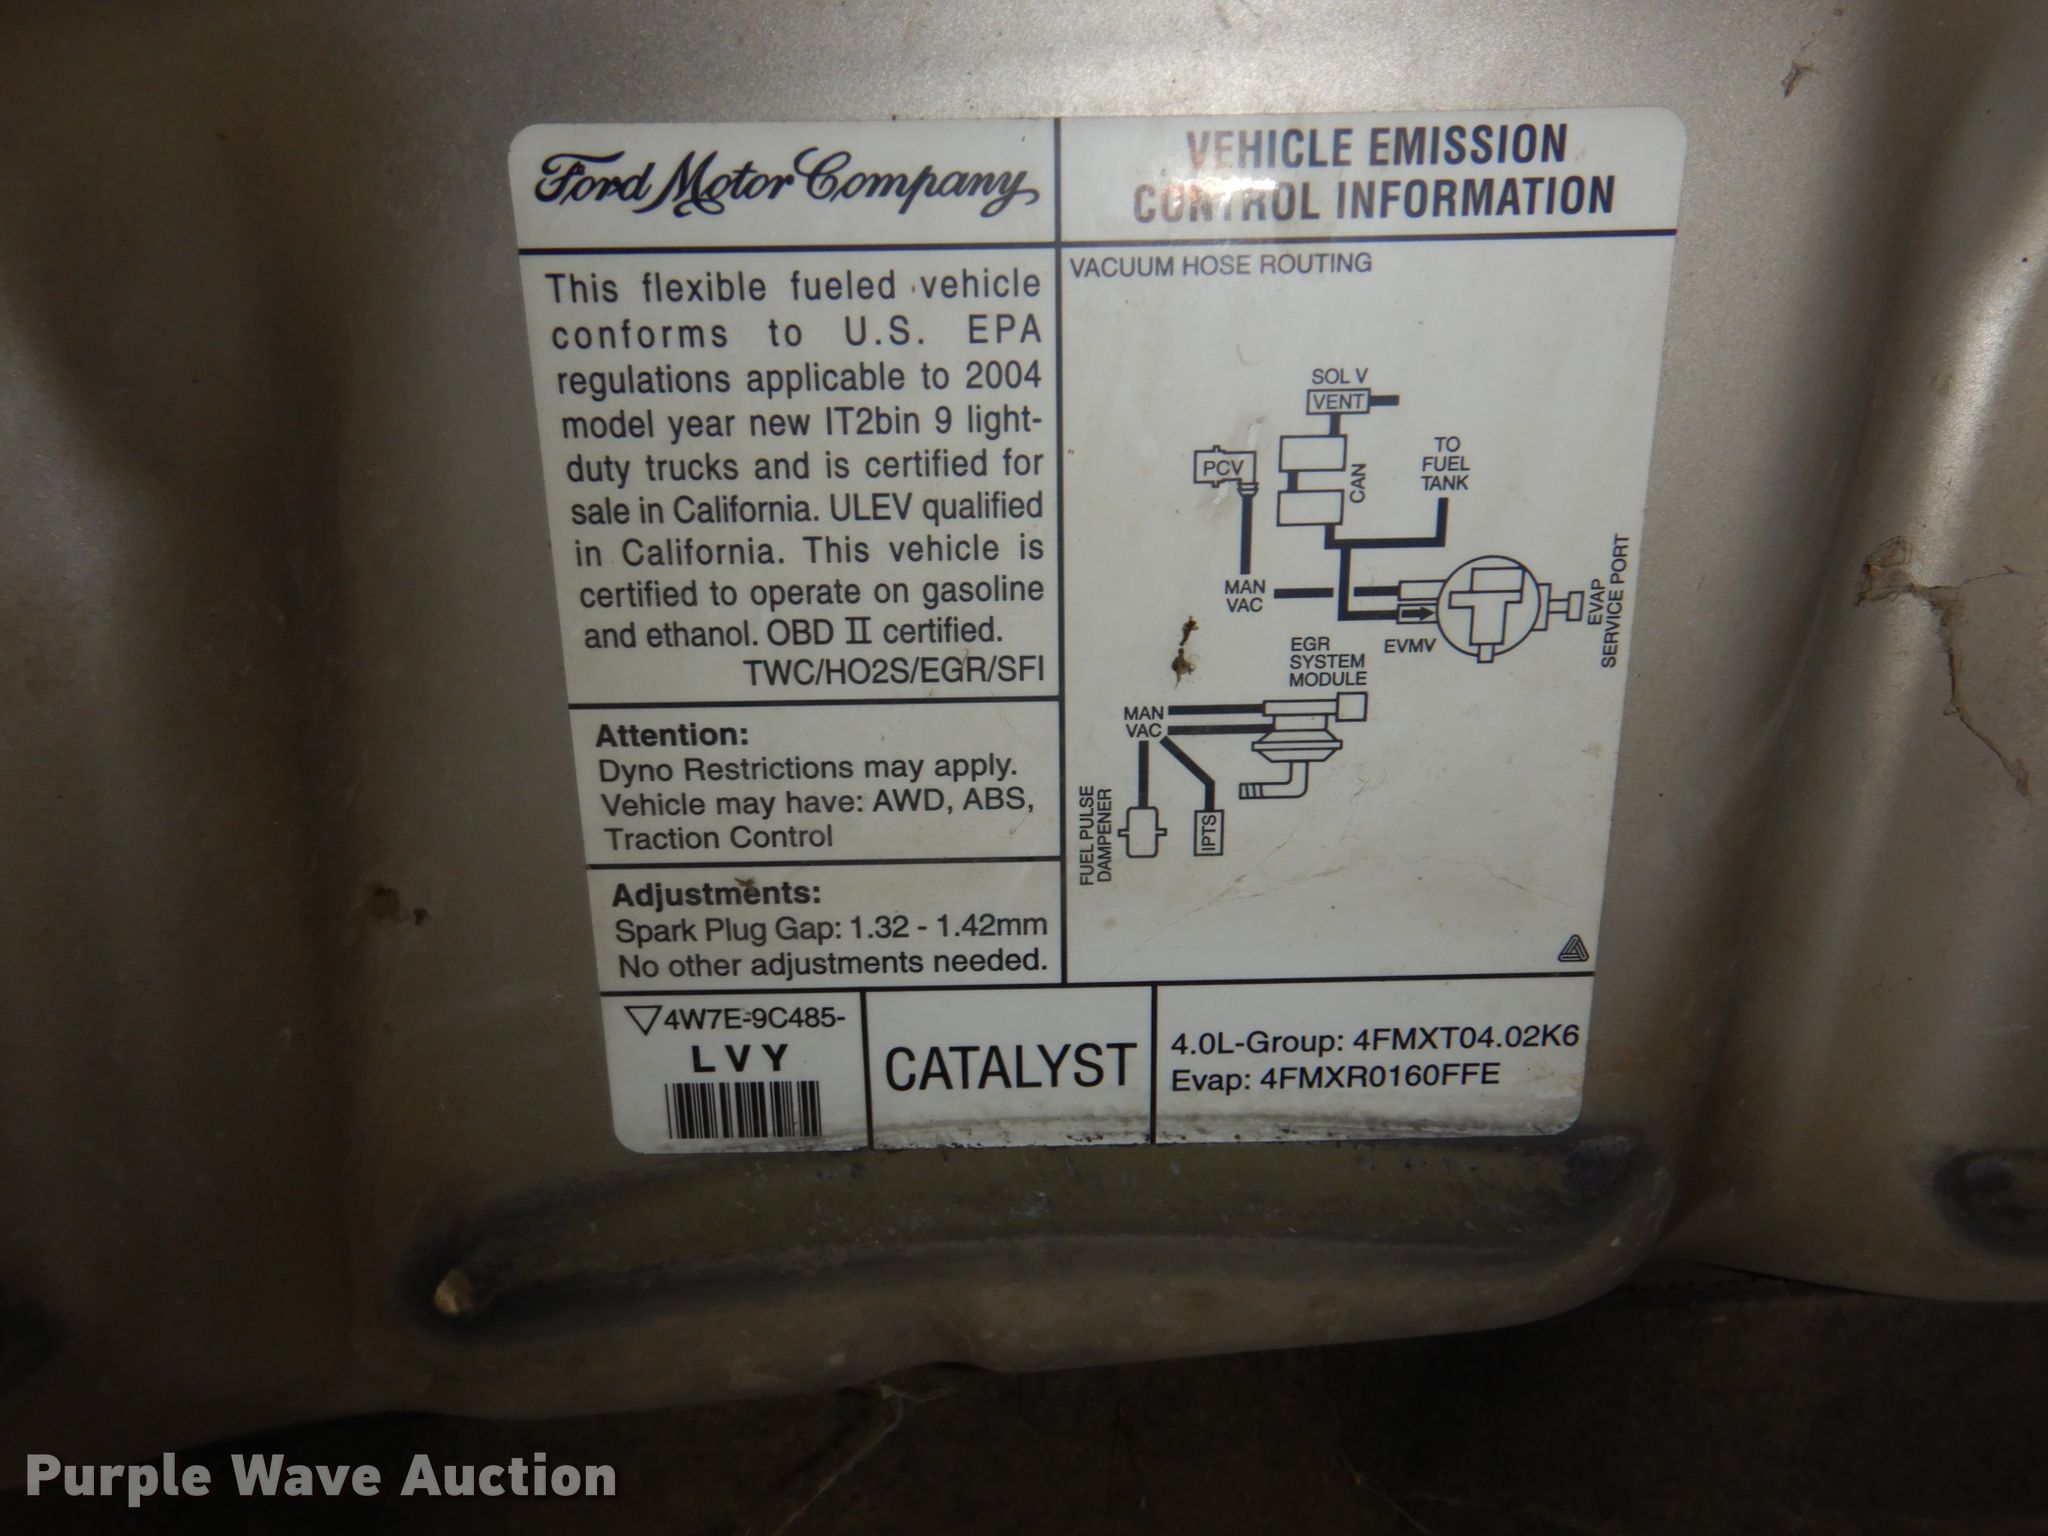 Ford Motor Company
VEHICLE EMISSION
CONTROL INFORMATION
This flexible fueled vehicle
conforms to U.S. EPA
regulations applicable to 2004
model year new IT2bin 9 light-
duty trucks and is certified for
sale in California. ULEV qualified
in California. This vehicle is
certified to operate on gasoline
and ethanol. OBD II certified.
TWC/HO2S/EGR/SFI
Attention:
Dyno Restrictions may apply.
Vehicle may have: AWD, ABS,
Traction Control
Adjustments:
Spark Plug Gap: 1.32 - 1.42mm
No other adjustments needed.
VACUUM HOSE ROUTING
SOL V
VENT
PCV
CAN
TO
FUEL
TANK
MAN
VAC
EVMV
EVAP
SERVICE PORT
EGR
SYSTEM
MODULE
MAN
VAC
FUEL PULSE
DAMPENER
IPTS
4W7E-9C485-
LVY
CATALYST
4.0L-Group: 4FMXT04.02K6
Evap: 4FMXR0160FFE
Purple Wave Auction